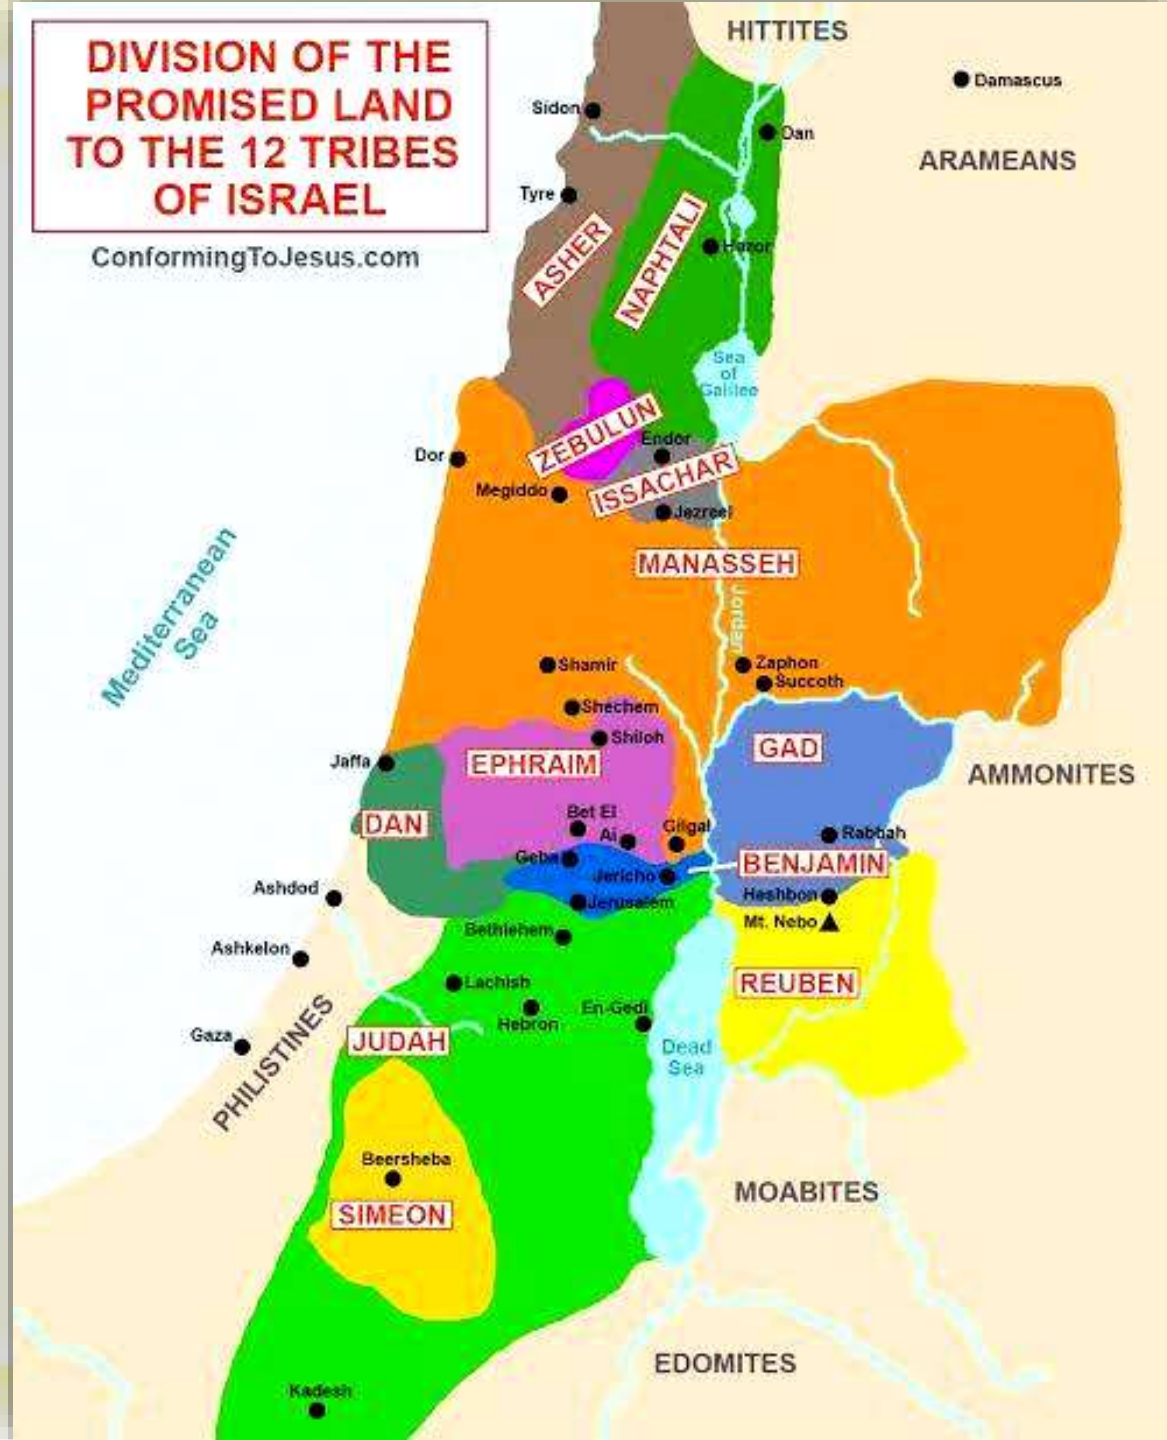 DIVISION OF THE
PROMISED LAND
TO THE 12 TRIBES
OF ISRAEL
ConformingToJesus.com
HITTITES
Damascus
Sidon
Dan
ARAMEANS
Tyre
ASHER
NAPHTALI
Hazor
Sea
of
Galilee
ZEBULUN
Endor
Dor
ISSACHAR
Megiddo
Jezreel
MANASSEH
Mediterranean
Sea
Jordan
Shamir
Zaphon
Succoth
Shechem
Shiloh
GAD
Jaffa
EPHRAIM
AMMONITES
DAN
Bet El
Ai
Gilgal
Rabbah
Geba
BENJAMIN
Jericho
Ashdod
Heshbon
Jerusalem
Mt. Nebo
Bethlehem
Ashkelon
Lachish
REUBEN
En-Gedi
Hebron
Gaza
JUDAH
Dead
Sea
PHILISTINES
Beersheba
MOABITES
SIMEON
EDOMITES
Kadesh